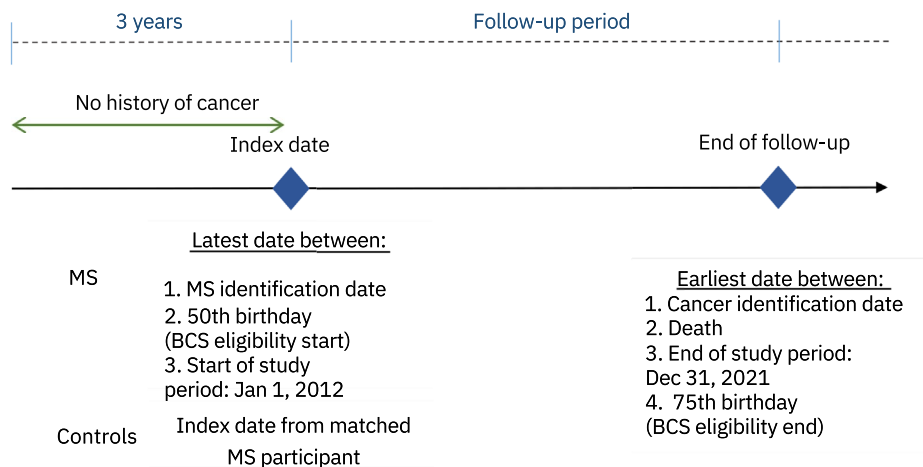 3 years
Follow-up period
No history of cancer
Index date
End of follow-up
Latest date between:
MS
1. MS identification date
2. 50th birthday
(BCS eligibility start)
3. Start of study
period: Jan 1, 2012
Earliest date between:
1. Cancer identification date
2. Death
3. End of study period:
Dec 31, 2021
4. 75th birthday
(BCS eligibility end)
Controls
Index date from matched
MS participant